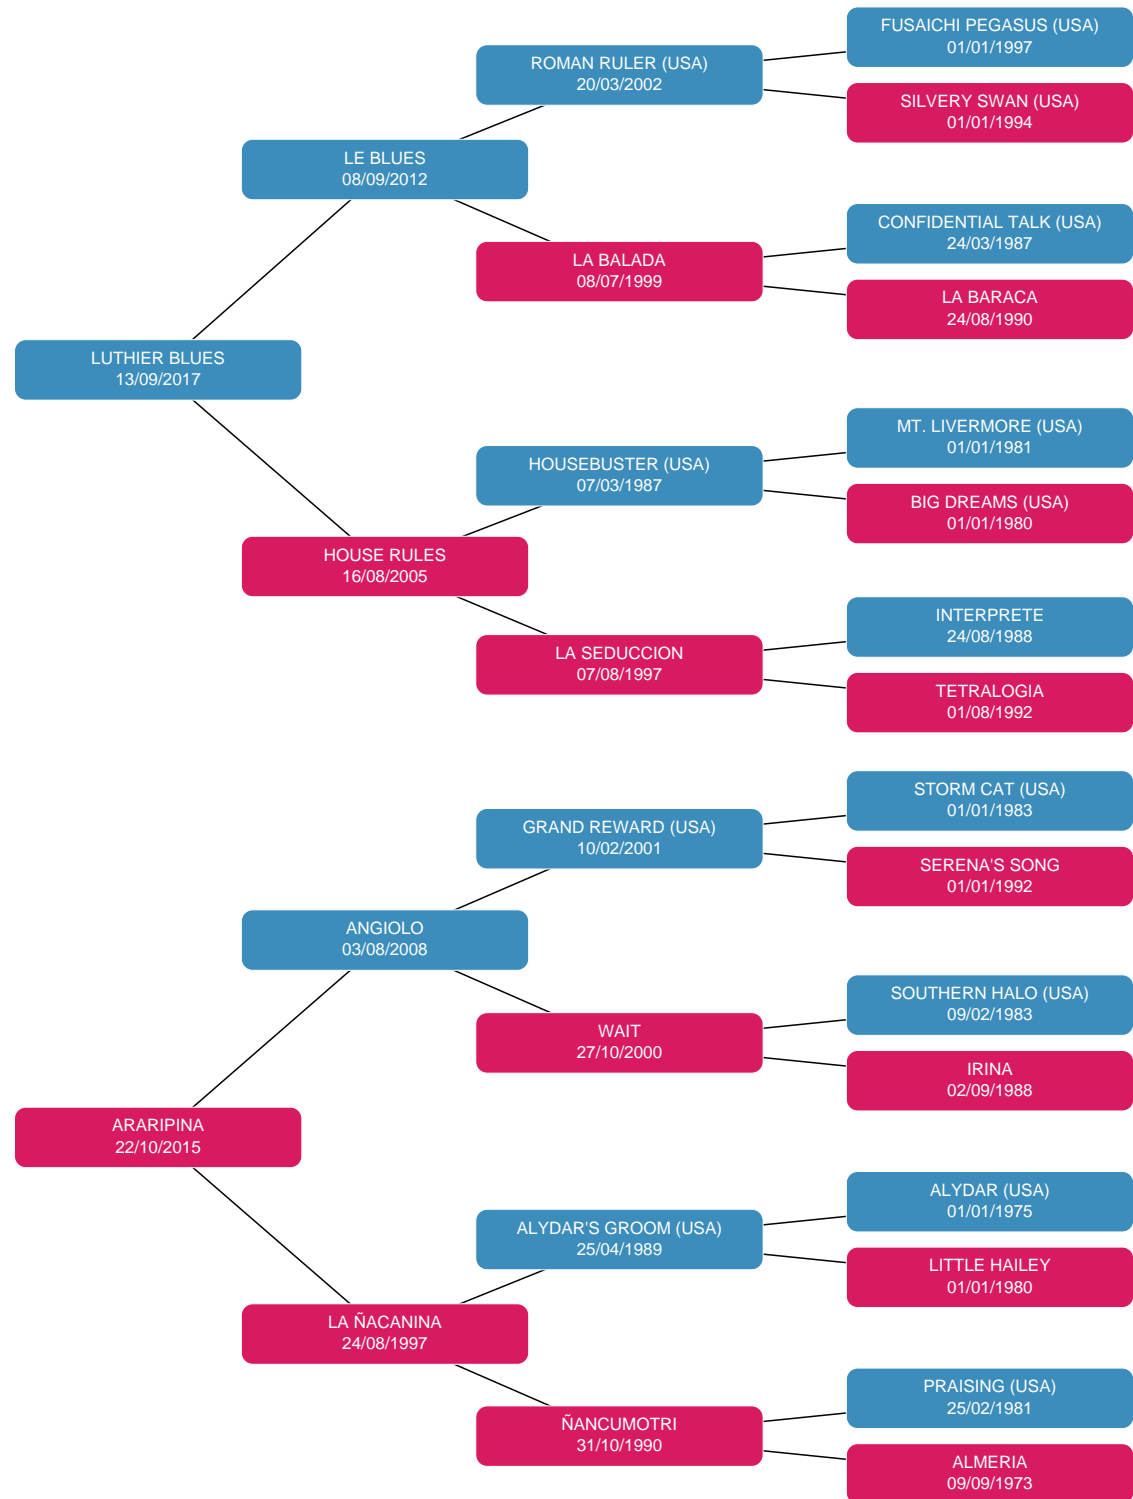 FUSAICHI PEGASUS (USA)
01/01/1997
ROMAN RULER (USA)
20/03/2002
SILVERY SWAN (USA)
01/01/1994
LE BLUES
08/09/2012
CONFIDENTIAL TALK (USA)
24/03/1987
LA BALADA
08/07/1999
LA BARACA
24/08/1990
LUTHIER BLUES
13/09/2017
MT. LIVERMORE (USA)
01/01/1981
HOUSEBUSTER (USA)
07/03/1987
BIG DREAMS (USA)
01/01/1980
HOUSE RULES
16/08/2005
INTERPRETE
24/08/1988
LA SEDUCCION
07/08/1997
TETRALOGIA
01/08/1992
STORM CAT (USA)
01/01/1983
GRAND REWARD (USA)
10/02/2001
SERENA'S SONG
01/01/1992
ANGIOLO
03/08/2008
SOUTHERN HALO (USA)
09/02/1983
WAIT
27/10/2000
IRINA
02/09/1988
ARARIPINA
22/10/2015
ALYDAR (USA)
01/01/1975
ALYDAR'S GROOM (USA)
25/04/1989
LITTLE HAILEY
01/01/1980
LA ÑACANINA
24/08/1997
PRAISING (USA)
25/02/1981
ÑANCUMOTRI
31/10/1990
ALMERIA
09/09/1973